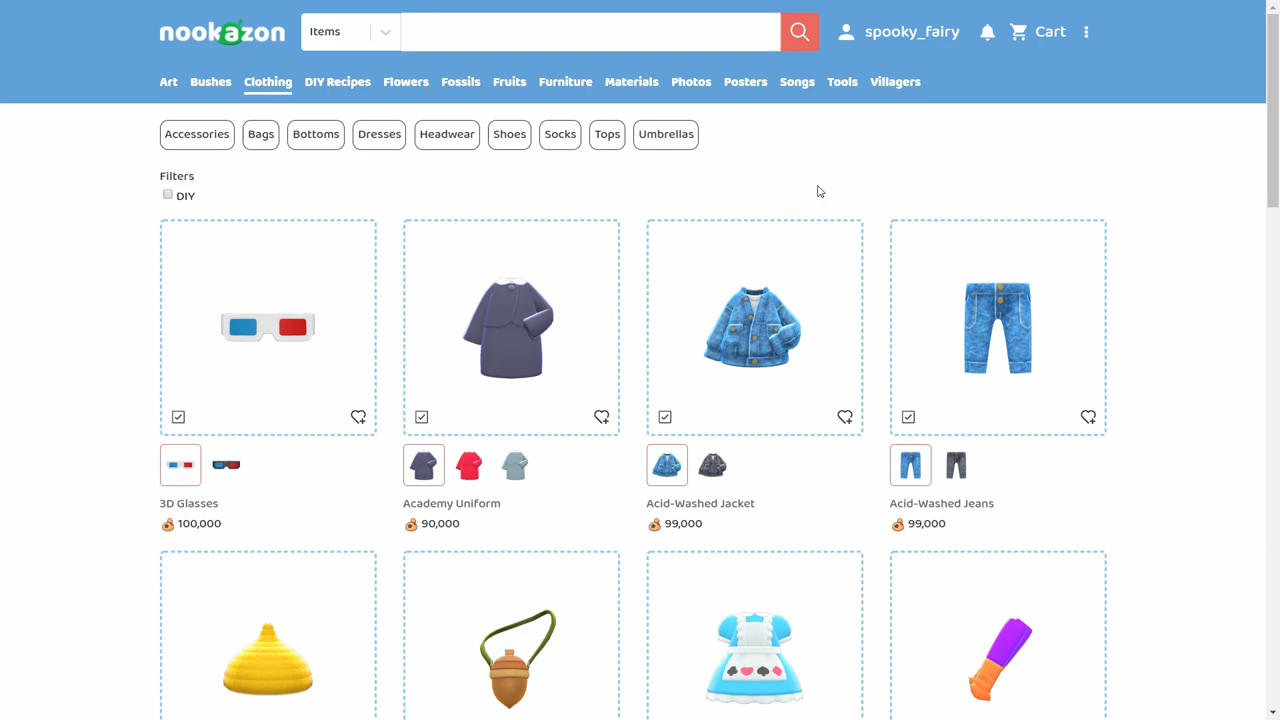 nookazon Items spooky_fairy Cart
Art Bushes Clothing DIY Recipes Flowers Fossils Fruits Furniture Materials Photos Posters Songs Tools Villagers
Accessories Bags Bottoms Dresses Headwear Shoes Socks Tops Umbrellas
Filters
DIY
3D Glasses
100,000
Academy Uniform
90,000
Acid-Washed Jacket
99,000
Acid-Washed Jeans
99,000